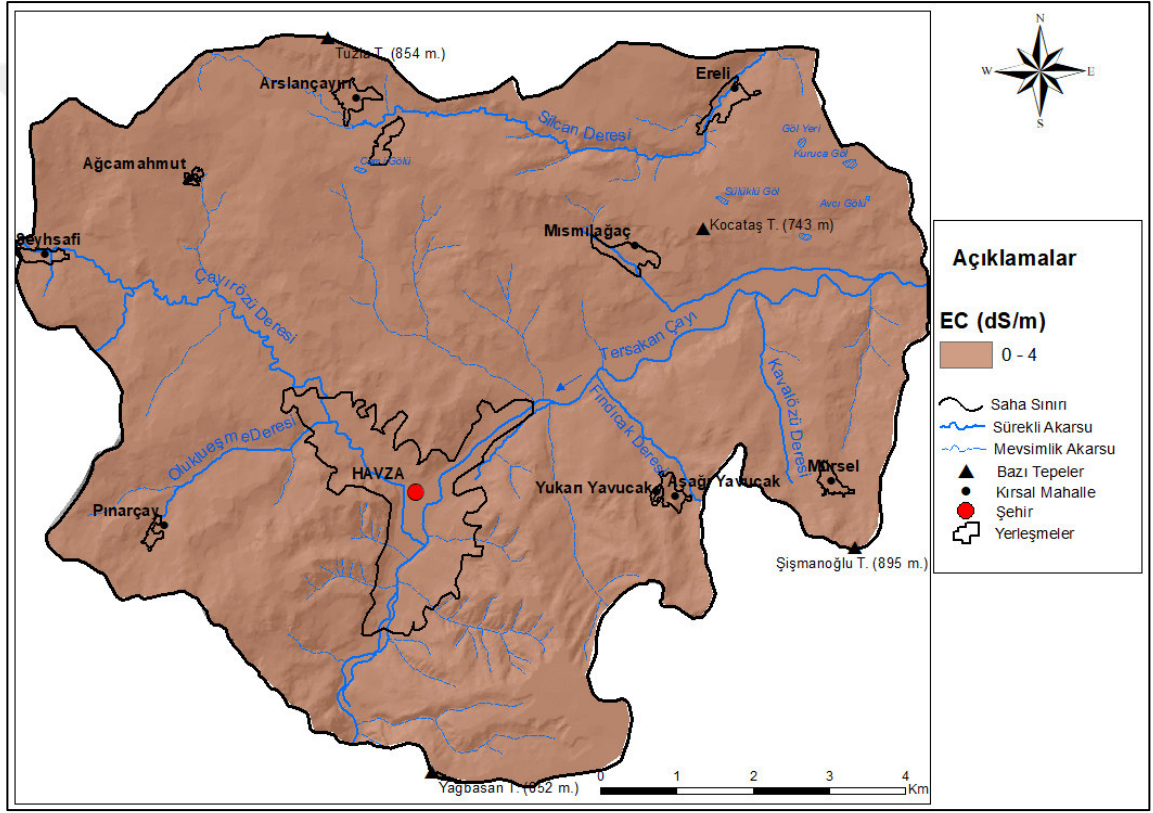 N
W
E
S
Tuzla T. (854 m.)
Arslançayırı
Ereli
Silcan Deresi
Göl Yeri
Kuruca Göl
Cami Gölü
Ağcamahmut
Sülüklü Göl
Avcı Gölü
Kocataş T. (743 m)
Mısmılağaç
Şeyhsafi
Çayırözü Deresi
Tersakan Çayı
Kavalözü Deresi
Fındıcak Deresi
OluklueşmeDeresi
HAVZA
Mürsel
Yukarı Yavucak
Aşağı Yavucak
Pınarçay
Şişmanoğlu T. (895 m.)
Yağbasan T. (852 m.)
0 1 2 3 4
Km
Açıklamalar
EC (dS/m)
0 - 4
Saha Sınırı
Sürekli Akarsu
Mevsimlik Akarsu
Bazı Tepeler
Kırsal Mahalle
Şehir
Yerleşmeler